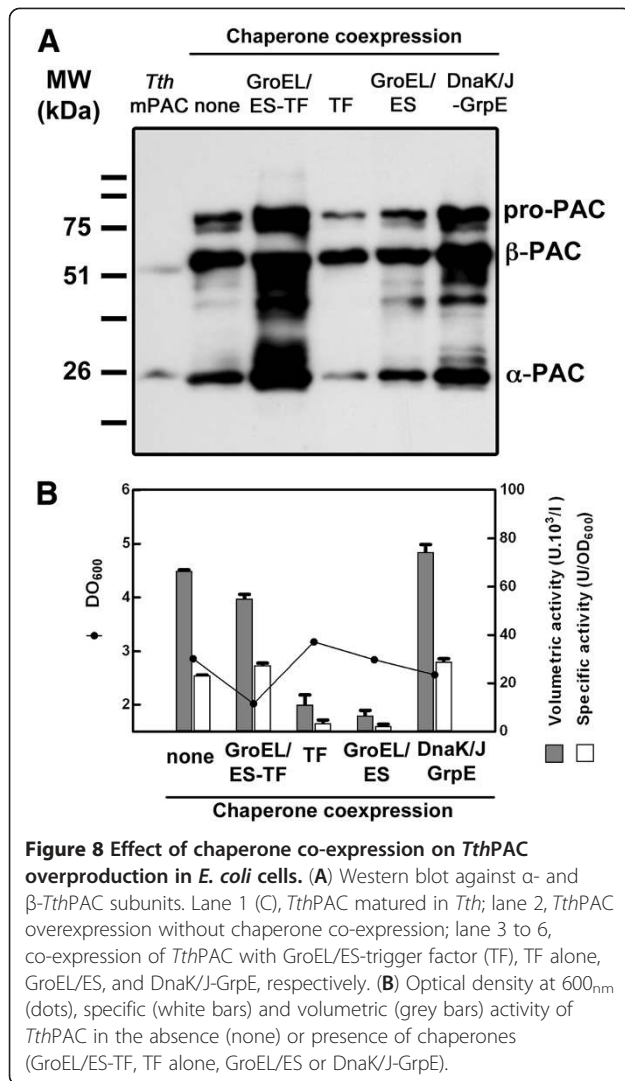 A
Chaperone coexpression
MW
(kDa)
Tth
mPAC
none
GroEL/
ES-TF
TF
GroEL/
ES
DnaK/J
-GrpE
75
51
26
pro-PAC
β-PAC
α-PAC
B
DO600
6
5
4
3
2
100
80
60
40
20
0
Volumetric activity (U.10³/l)
Specific activity (U/OD600)
none
GroEL/
ES-TF
TF
GroEL/
ES
DnaK/J
GrpE
Chaperone coexpression
Figure 8 Effect of chaperone co-expression on TthPAC
overproduction in E. coli cells. (A) Western blot against α- and
β-TthPAC subunits. Lane 1 (C), TthPAC matured in Tth; lane 2, TthPAC
overexpression without chaperone co-expression; lane 3 to 6,
co-expression of TthPAC with GroEL/ES-trigger factor (TF), TF alone,
GroEL/ES, and DnaK/J-GrpE, respectively. (B) Optical density at 600nm
(dots), specific (white bars) and volumetric (grey bars) activity of
TthPAC in the absence (none) or presence of chaperones
(GroEL/ES-TF, TF alone, GroEL/ES or DnaK/J-GrpE).